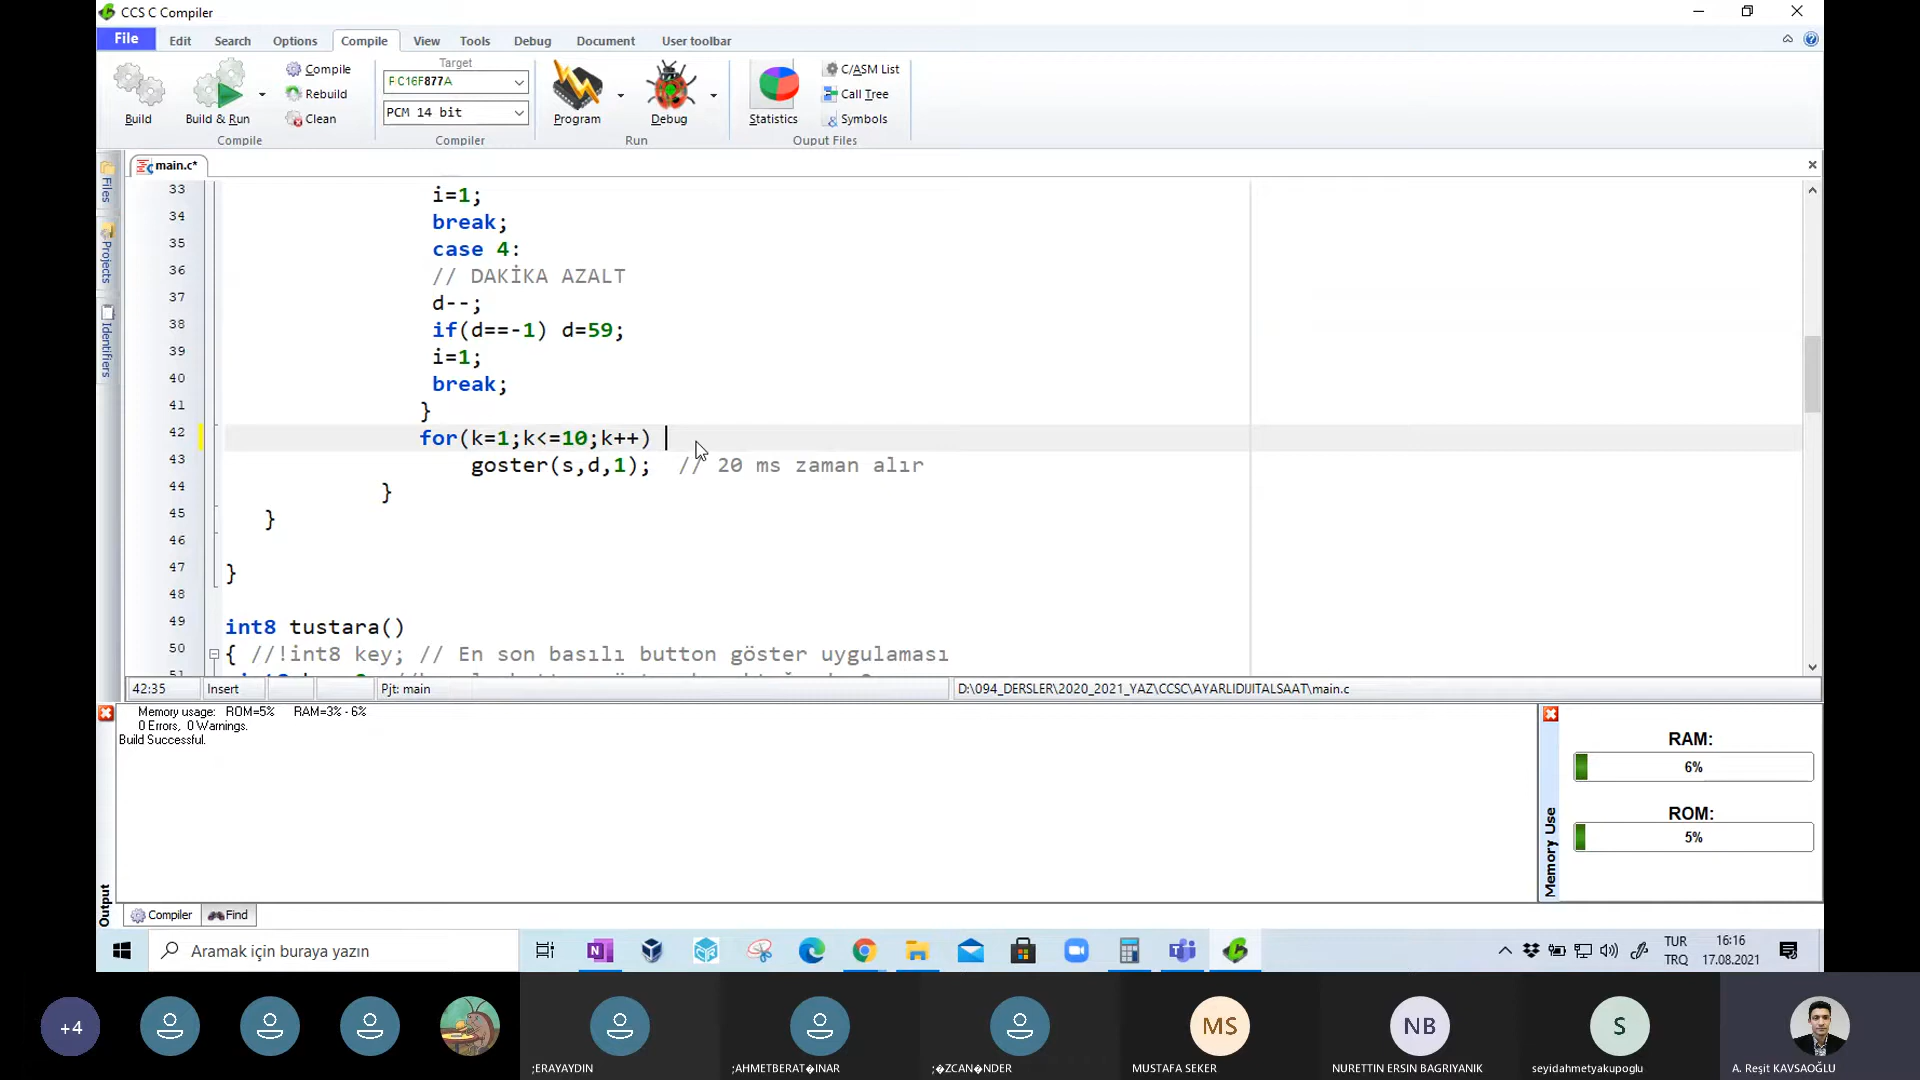 CCS C Compiler
File Edit Search Options Compile View Tools Debug Document User toolbar
Build
Build & Run
Compile
Rebuild
Clean
Compile
Target
PIC16F877A
PCM 14 bit
Compiler
Program
Debug
Run
Statistics
C/ASM List
Call Tree
Symbols
Ouput Files
main.c*
Files
Projects
Identifiers
33 i=1;
34 break;
35 case 4:
36 // DAKİKA AZALT
37 d--;
38 if(d==-1) d=59;
39 i=1;
40 break;
41 }
42 for(k=1;k<=10;k++)
43 goster(s,d,1); // 20 ms zaman alır
44 }
45 }
46
47 }
48
49 int8 tustara()
50 { //!int8 key; // En son basılı button göster uygulaması
42:35 Insert Pjt: main D:\094_DERSLER\2020_2021_YAZ\CCSC\AYARLIDIJITALSAAT\main.c
Memory usage: ROM=5% RAM=3% - 6%
0 Errors, 0 Warnings.
Build Successful.
Output
Compiler Find
Memory Use
RAM:
6%
ROM:
5%
Aramak için buraya yazın
TUR
TRQ
16:16
17.08.2021
+4
MS
NB
S
;ERAYAYDIN
;AHMETBERAT�INAR
;�ZCAN�NDER
MUSTAFA SEKER
NURETTIN ERSIN BAGRIYANIK
seyidahmetyakupoglu
A. Reşit KAVSAOĞLU